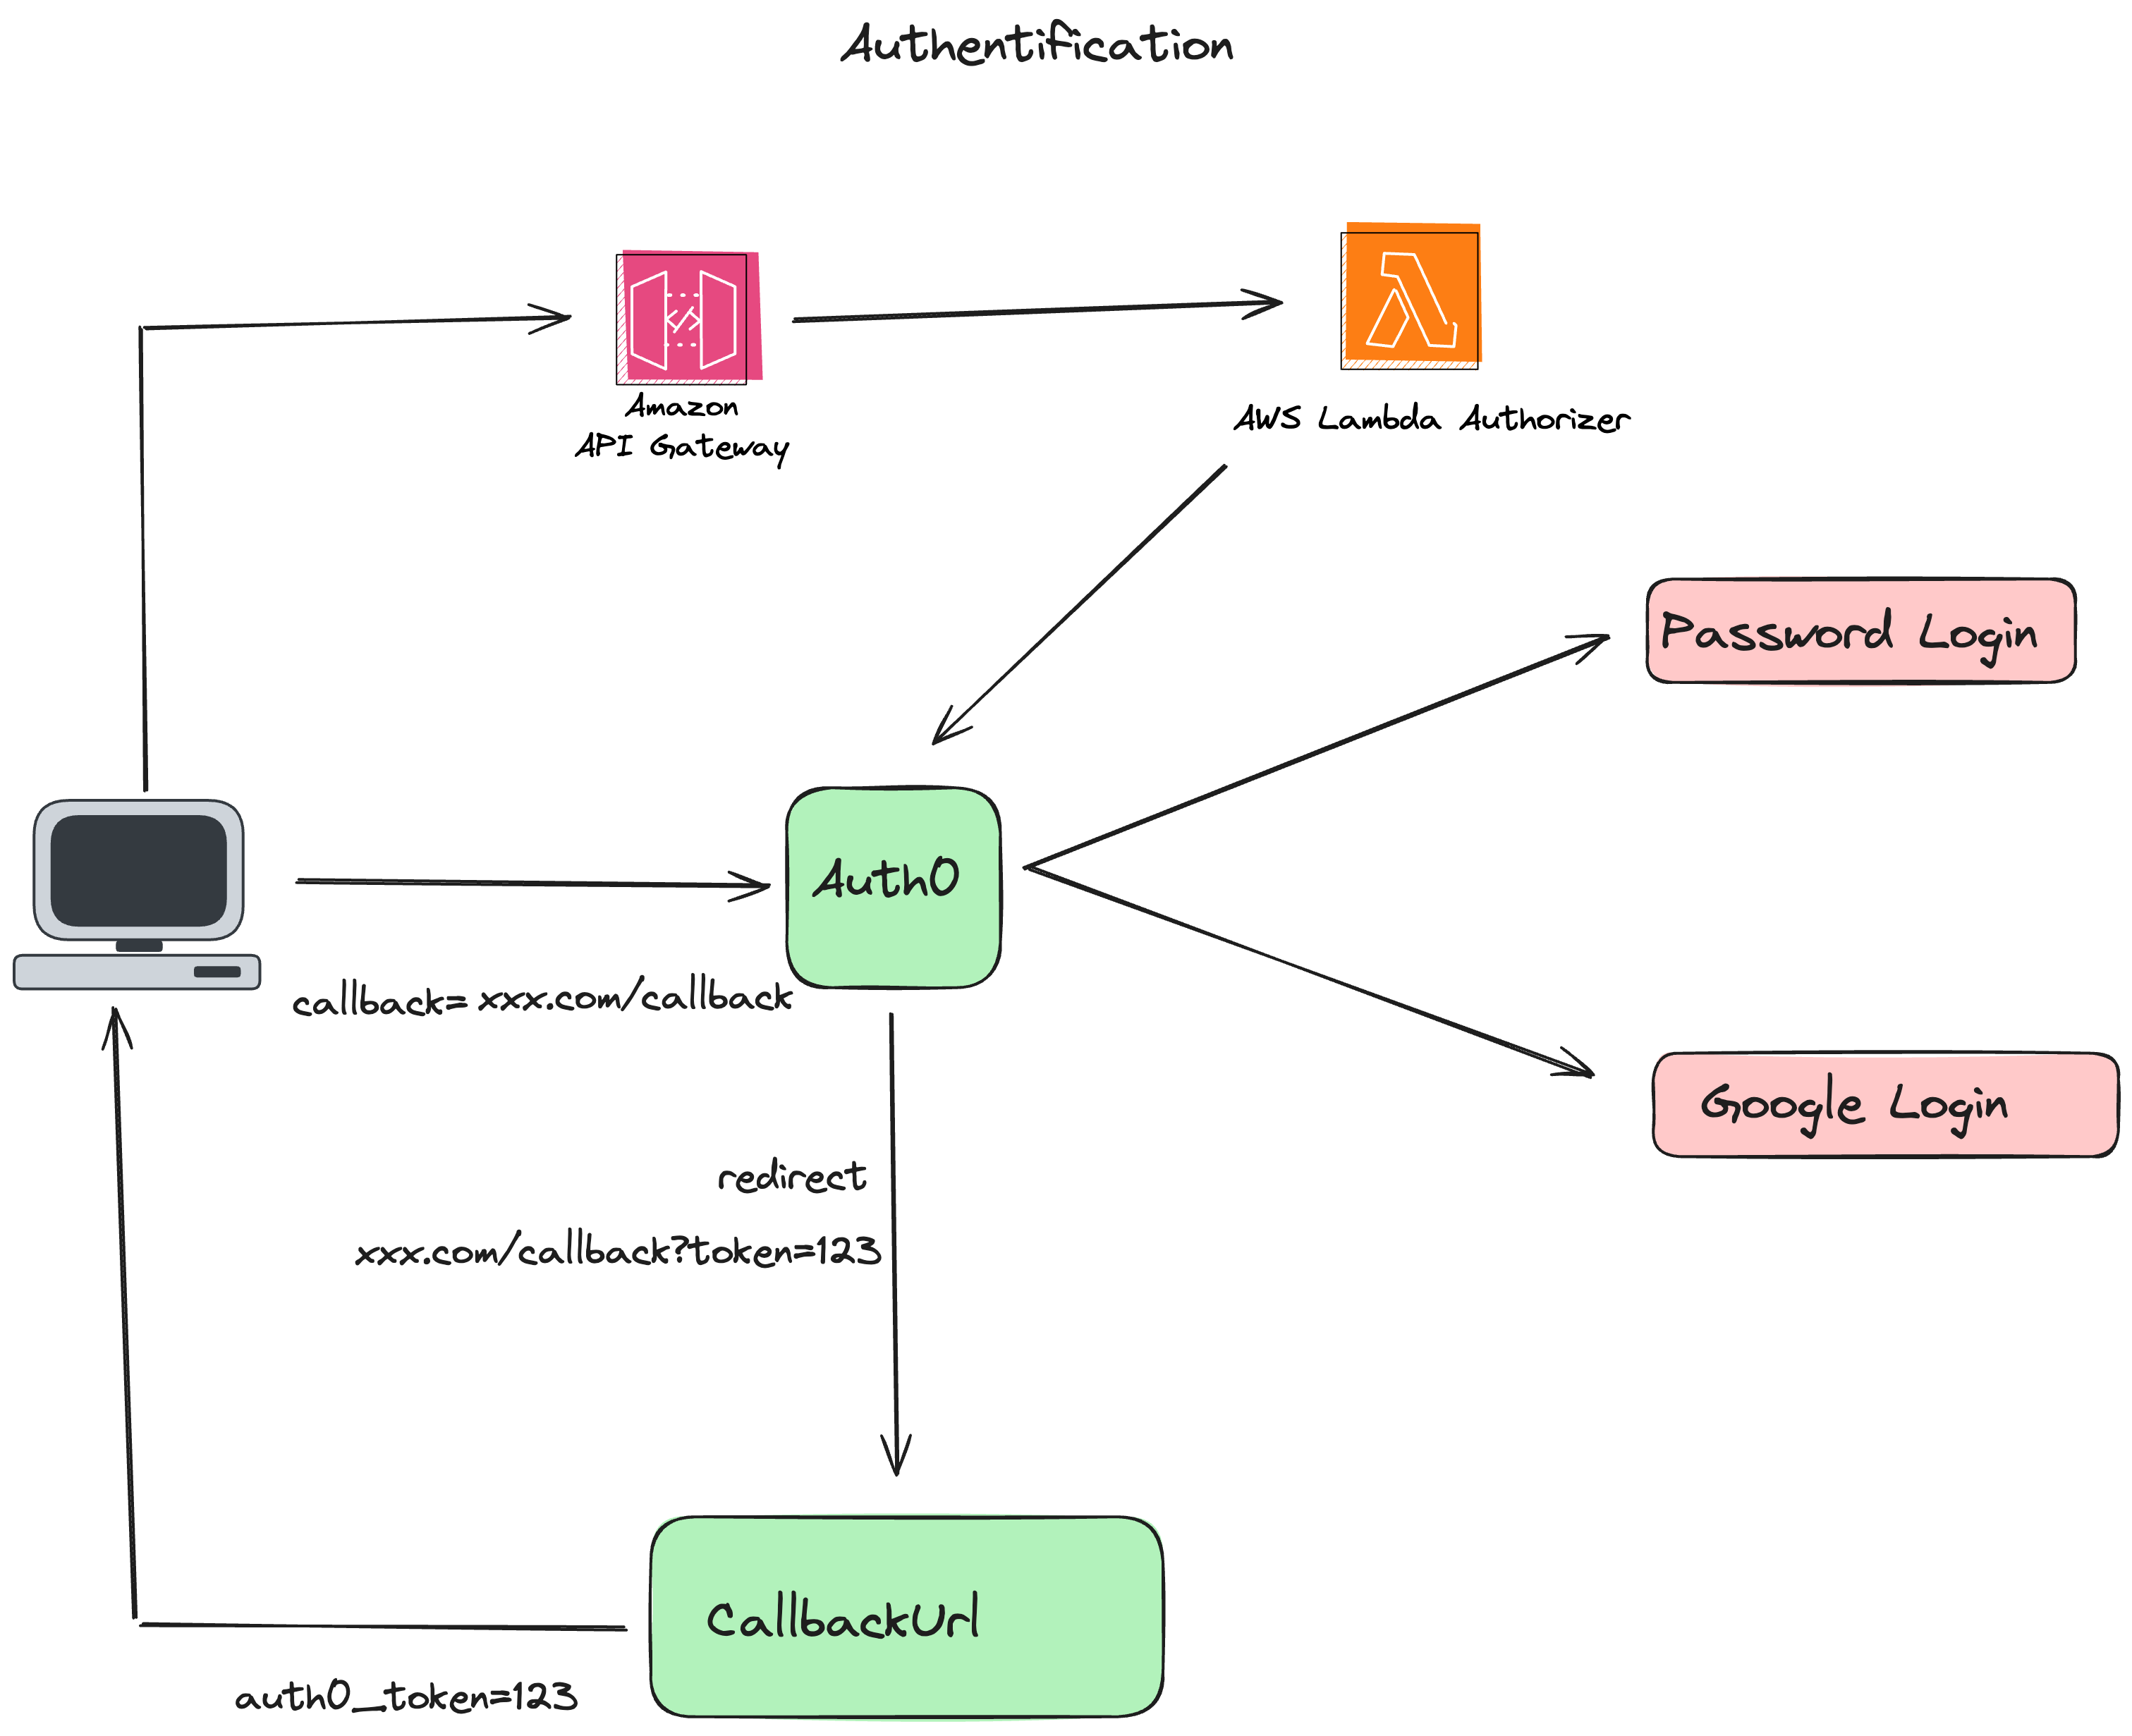 Authentification
Amazon
API Gateway
AWS Lambda Authorizer
Password Login
Auth0
callback= xxx.com/callback
Google Login
redirect
xxx.com/callback?token=123
CallbackUrl
auth0_token=123